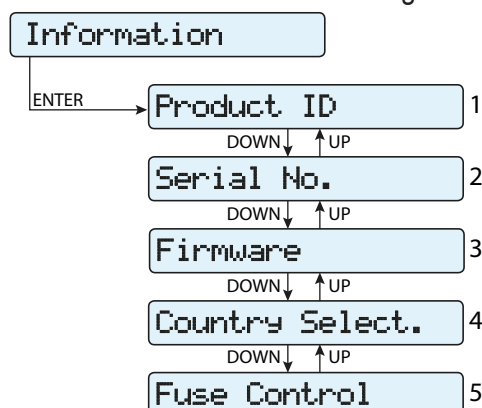 Information
ENTER
Product ID 1
DOWN UP
Serial No. 2
DOWN UP
Firmware 3
DOWN UP
Country Select. 4
DOWN UP
Fuse Control 5